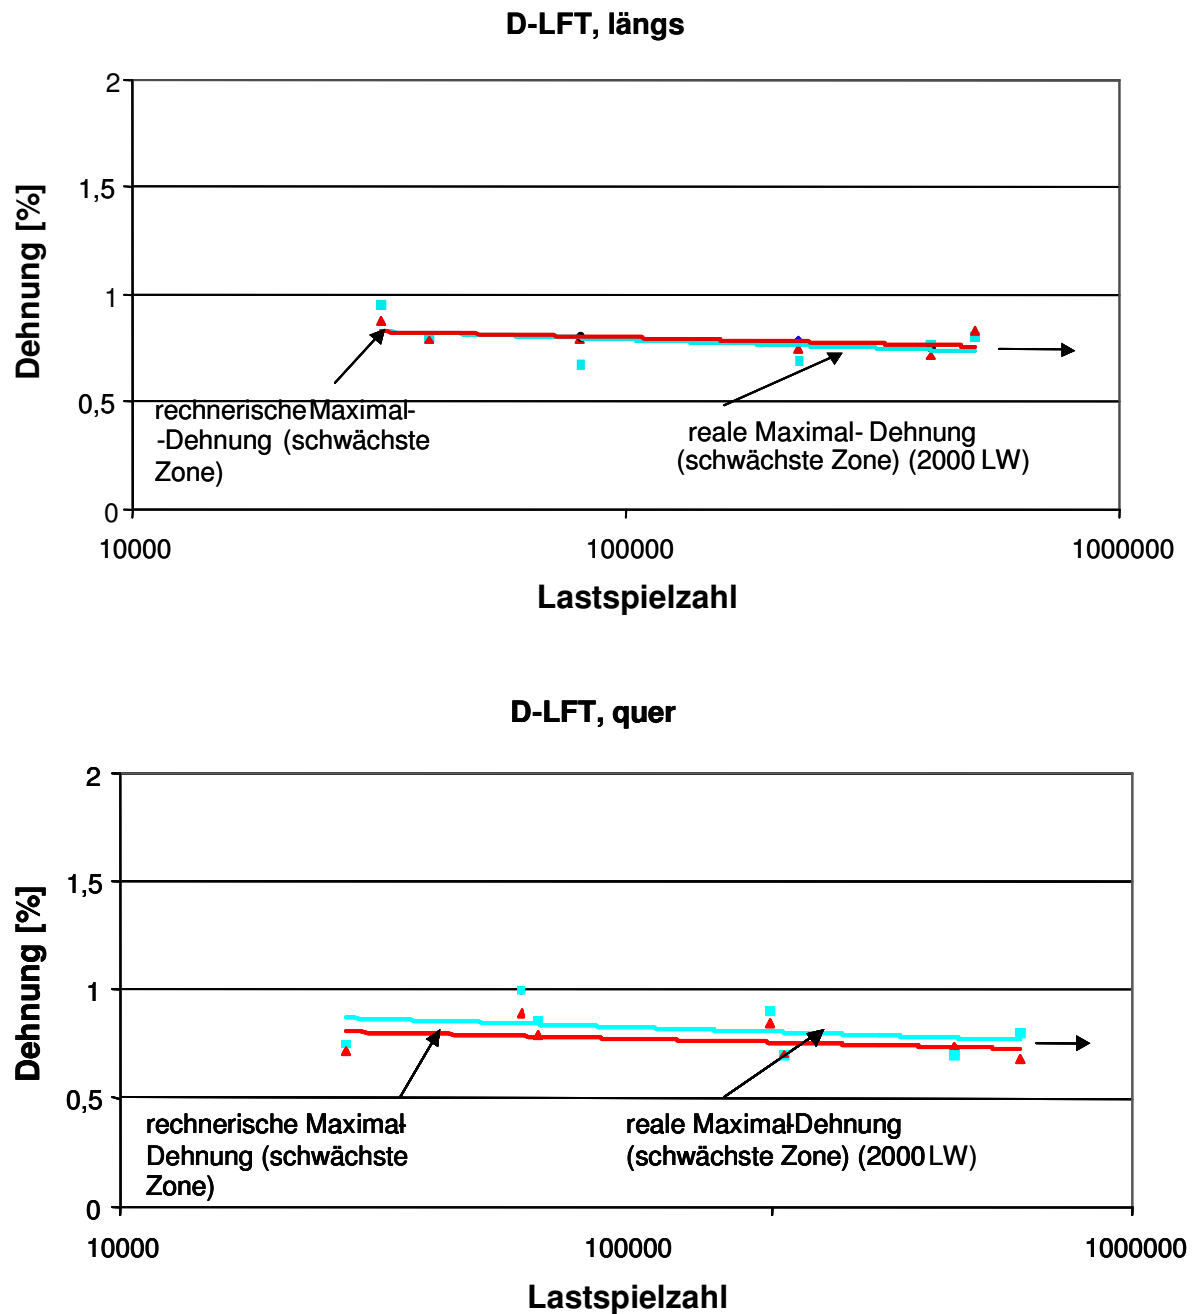 D-LFT, längs
2
1,5
1
0,5
0
Dehnung [%]
rechnerische Maximal-
-Dehnung (schwächste
Zone)
reale Maximal- Dehnung
(schwächste Zone) (2000 LW)
10000 100000 1000000
Lastspielzahl
D-LFT, quer
2
1,5
1
0,5
0
Dehnung [%]
rechnerische Maximal-
Dehnung (schwächste
Zone)
reale Maximal-Dehnung
(schwächste Zone) (2000 LW)
10000 100000 1000000
Lastspielzahl